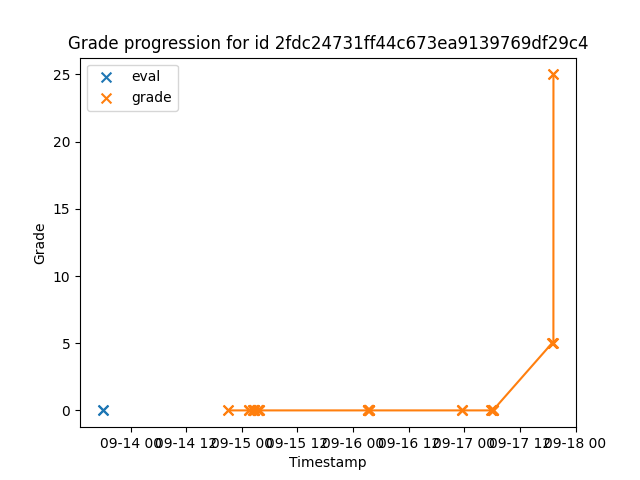 Grade progression for id 2fdc24731ff44c673ea9139769df29c4
eval
grade
25
20
15
10
5
0
Grade
09-14 00 09-14 12 09-15 00 09-15 12 09-16 00 09-16 12 09-17 00 09-17 12 09-18 00
Timestamp